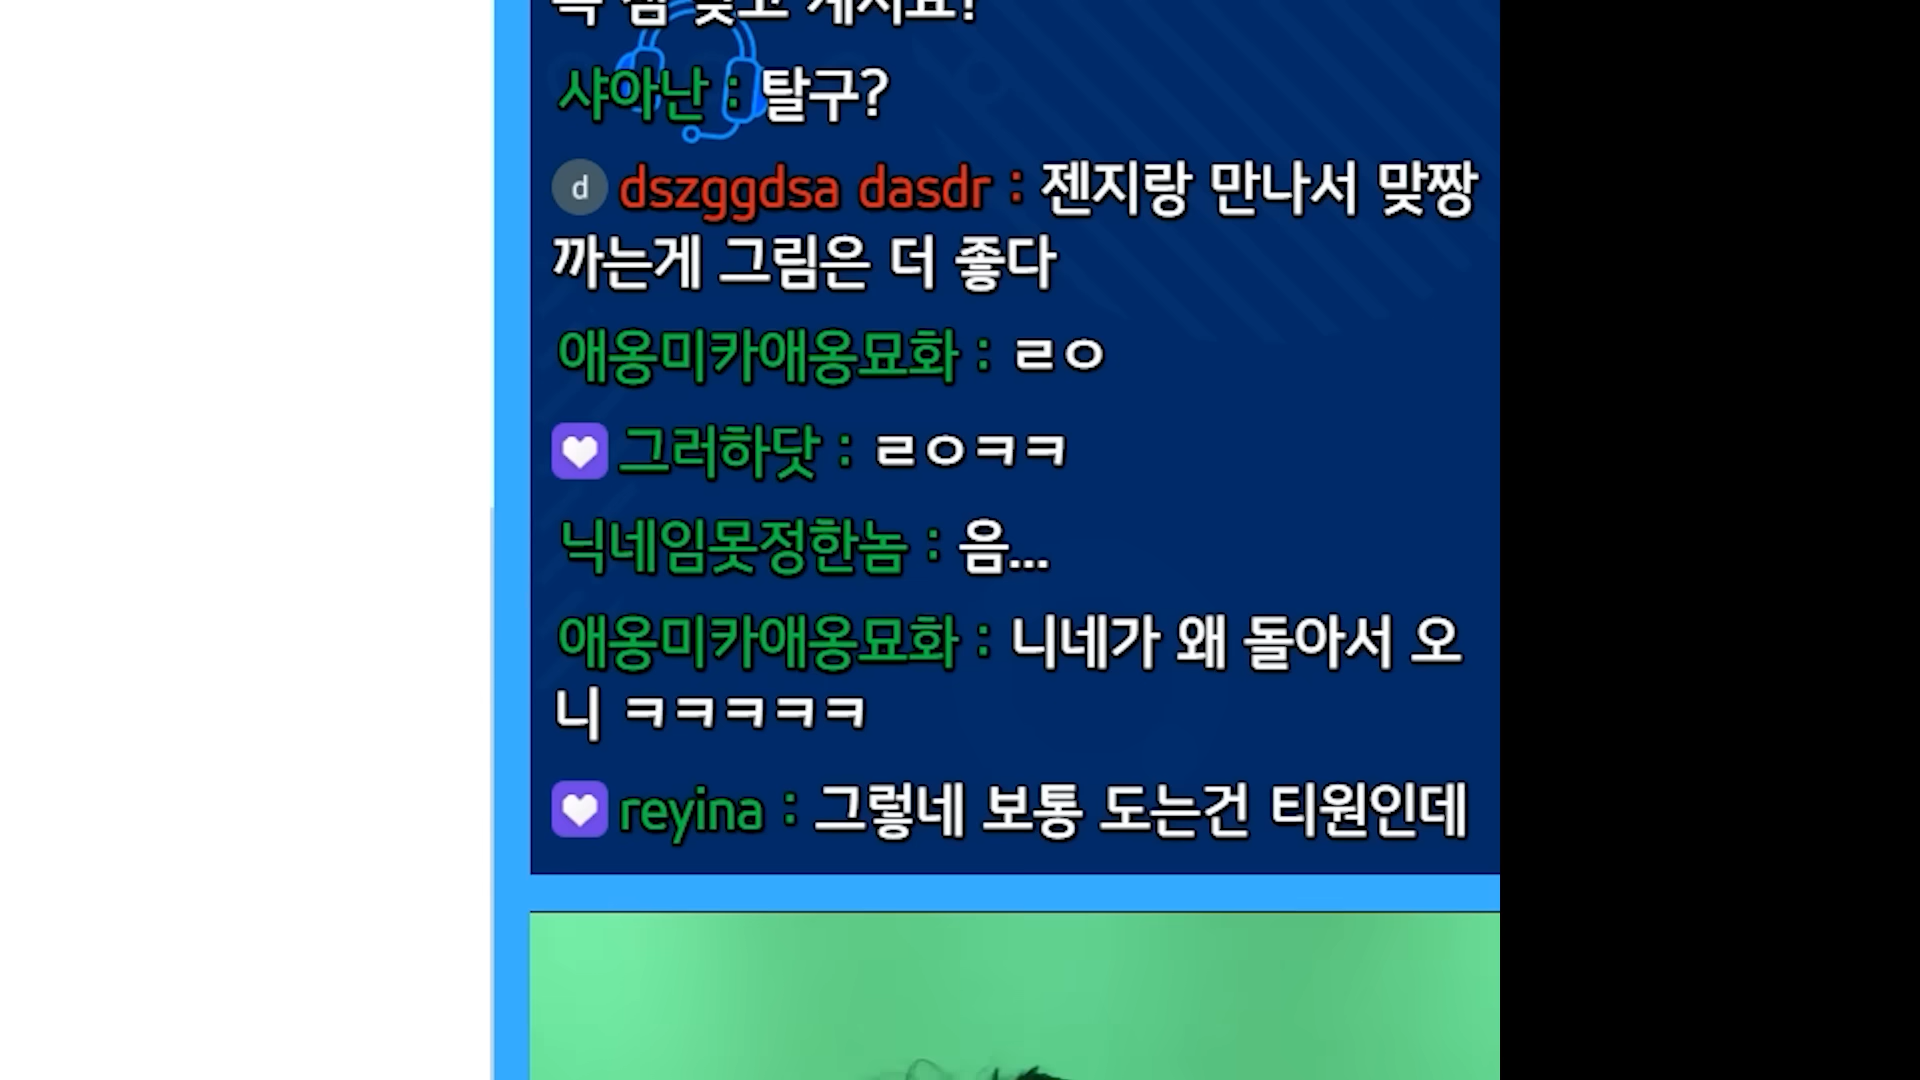 샤아난 : 탈구?
d dszggdsa dasdr : 젠지랑 만나서 맞짱
까는게 그림은 더 좋다
애옹미카애옹묘화 : ㄹㅇ
그러하닷 : ㄹㅇㅋㅋ
닉네임못정한놈 : 음...
애옹미카애옹묘화 : 니네가 왜 돌아서 오
니 ㅋㅋㅋㅋㅋ
reyina : 그렇네 보통 도는건 티원인데